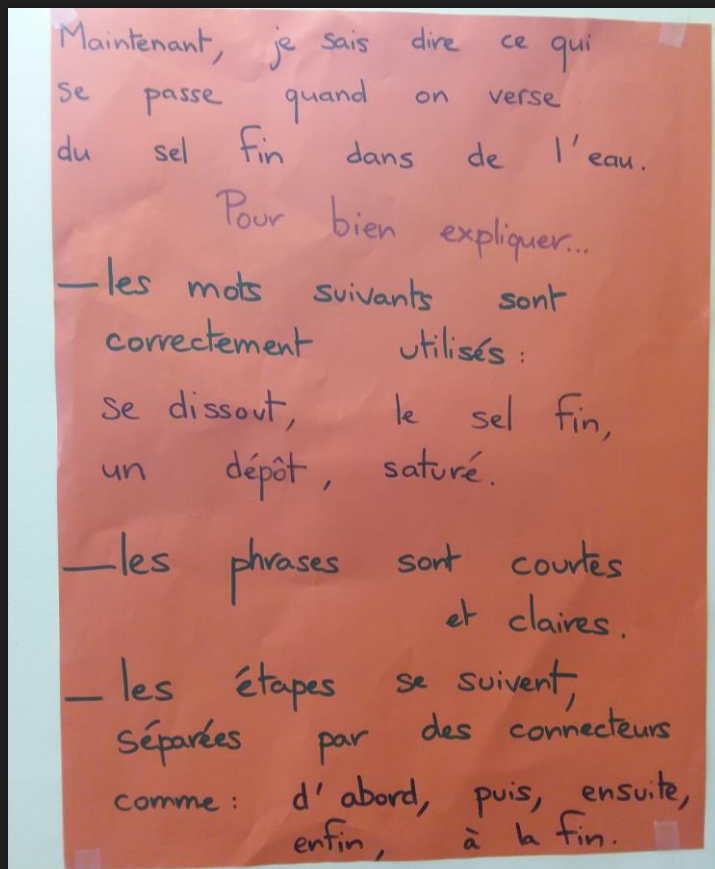 Maintenant, je sais dire ce qui
se passe quand on verse
du sel fin dans de l'eau.
Pour bien expliquer...
— les mots suivants sont
correctement utilisés :
se dissout, le sel fin,
un dépôt, saturé.
— les phrases sont courtes
et claires.
— les étapes se suivent,
séparées par des connecteurs
comme : d'abord, puis, ensuite,
enfin, à la fin.